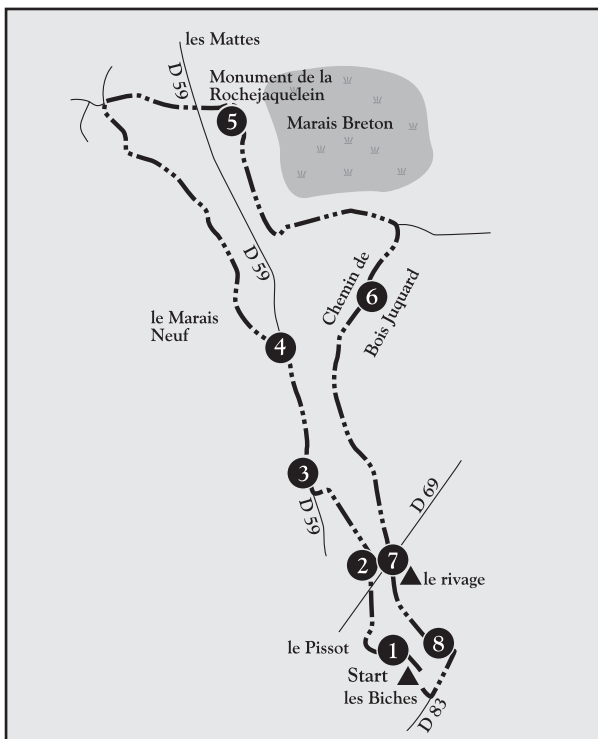 les Mattes
D 59
Monument de la
Rochejaquelein
5
Marais Breton
D 59
Chemin de
Bois Juquard
6
le Marais
Neuf
4
3
D 59
D 69
2
7
le rivage
le Pissot
1
8
Start
les Biches
D 83